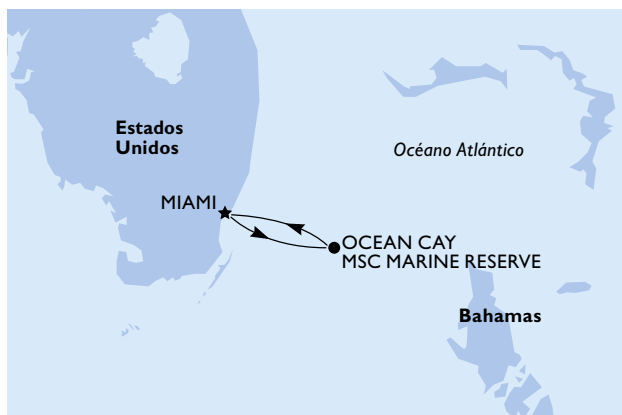 Estados
Unidos
Océano Atlántico
MIAMI
OCEAN CAY
MSC MARINE RESERVE
Bahamas